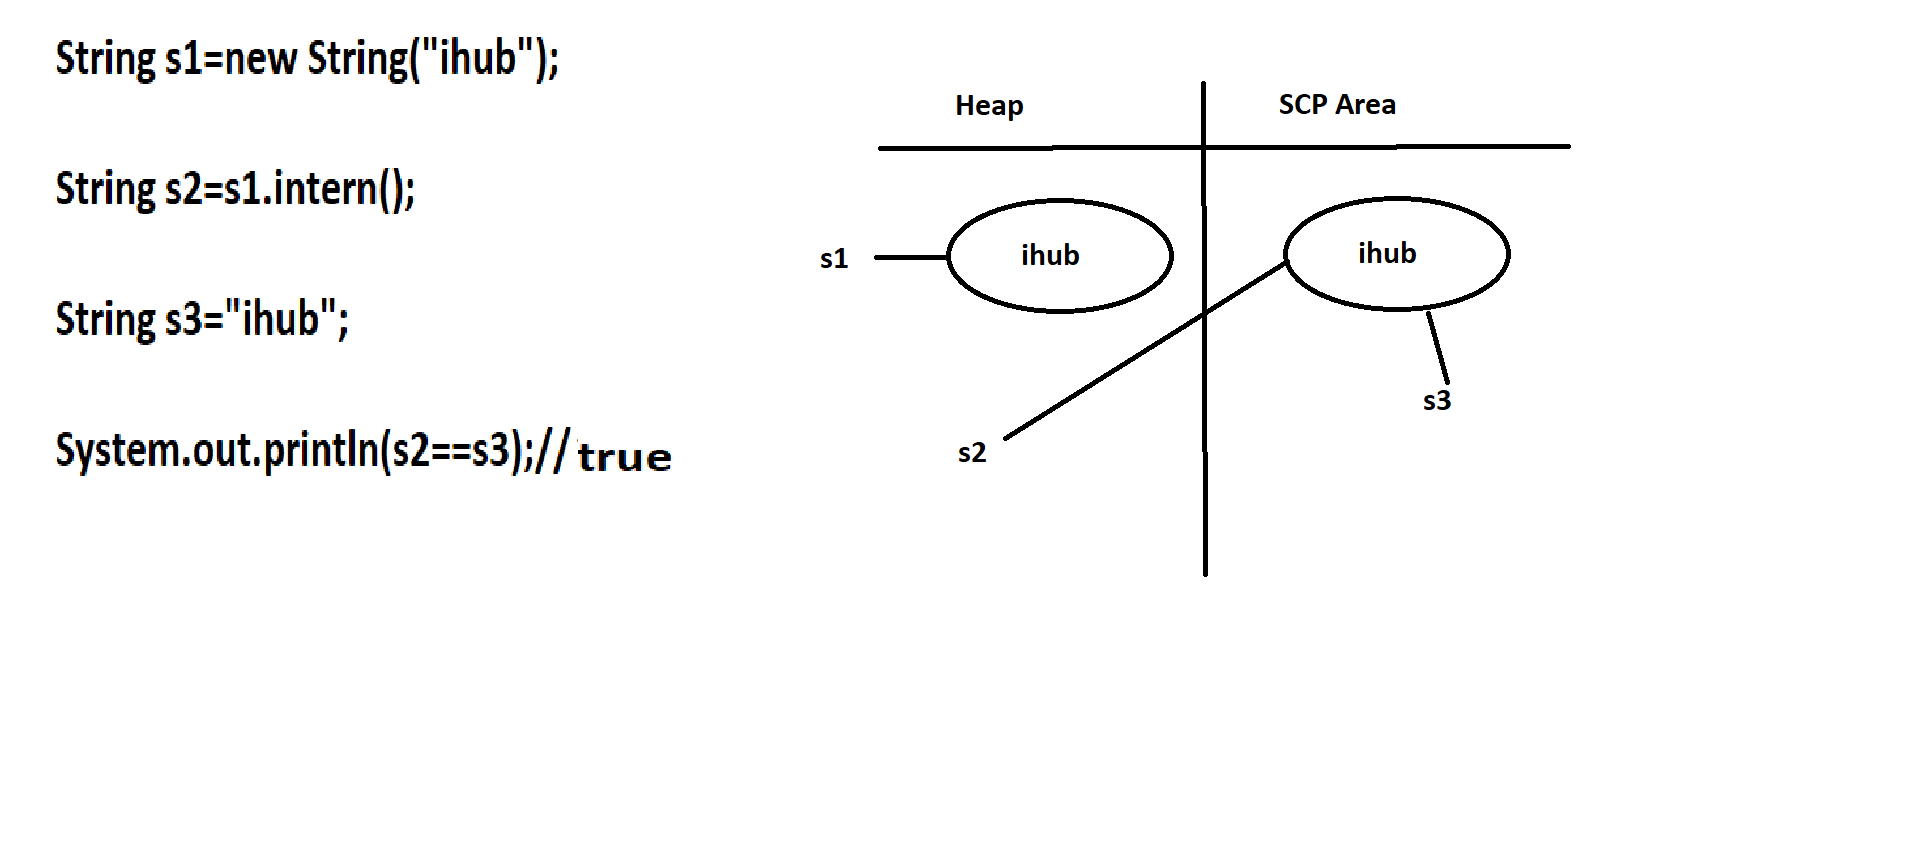 String s1=new String("ihub");
String s2=s1.intern();
String s3="ihub";
System.out.println(s2==s3);//true
Heap
SCP Area
s1
ihub
ihub
s3
s2